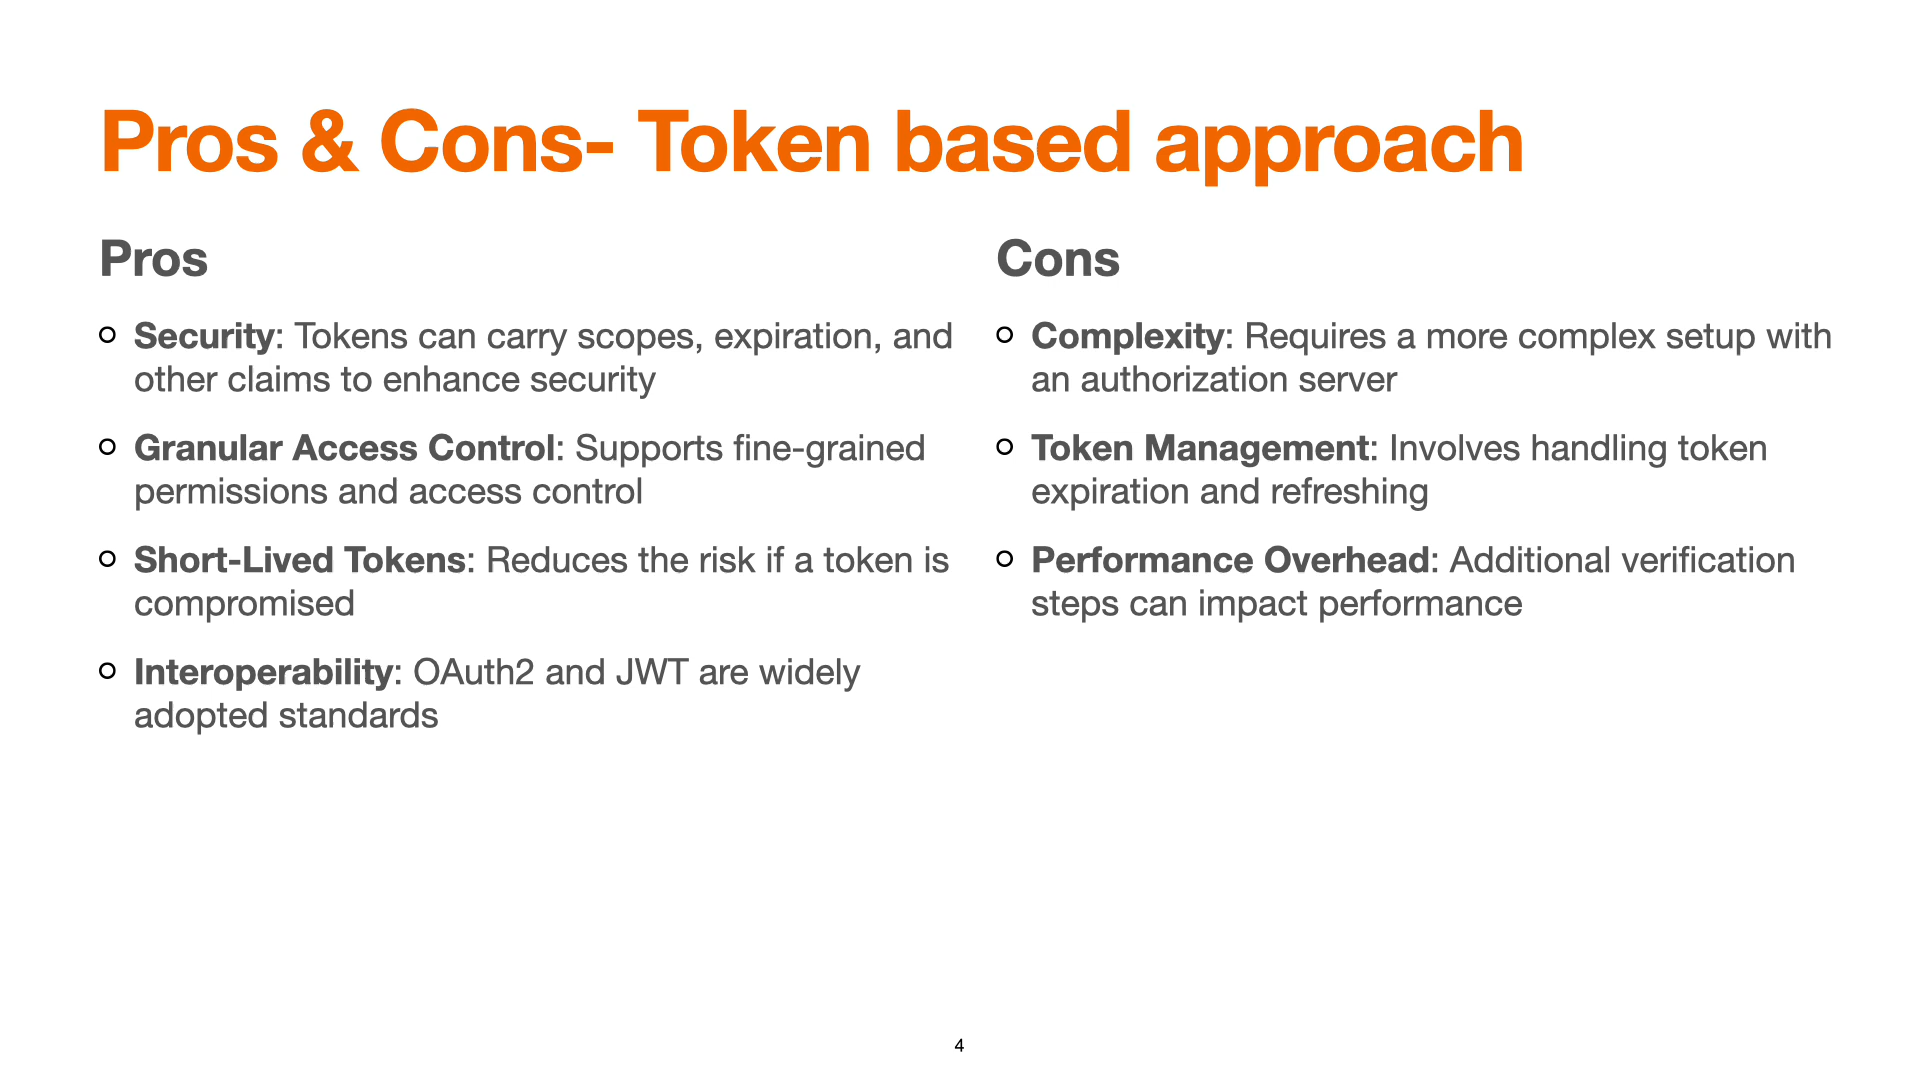 Pros & Cons- Token based approach
Pros
Security: Tokens can carry scopes, expiration, and
other claims to enhance security
Granular Access Control: Supports fine-grained
permissions and access control
Short-Lived Tokens: Reduces the risk if a token is
compromised
Interoperability: OAuth2 and JWT are widely
adopted standards
Cons
Complexity: Requires a more complex setup with
an authorization server
Token Management: Involves handling token
expiration and refreshing
Performance Overhead: Additional verification
steps can impact performance
4